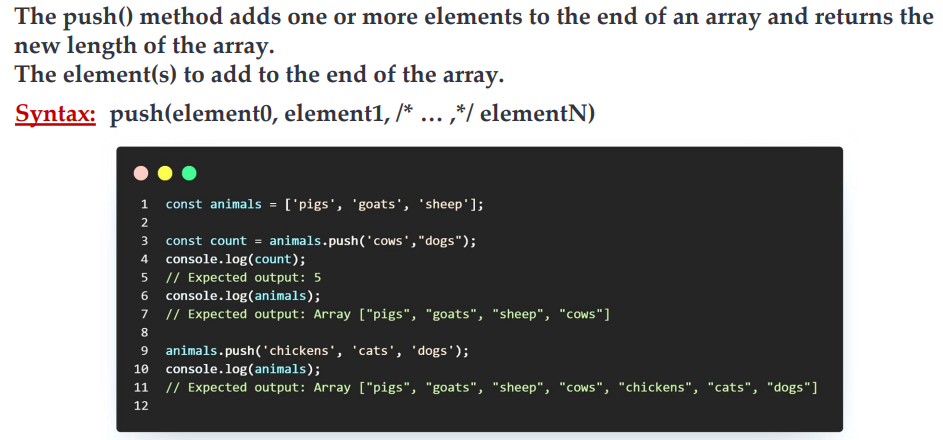 The push() method adds one or more elements to the end of an array and returns the
new length of the array.
The element(s) to add to the end of the array.
Syntax: push(element0, element1, /* … ,*/ elementN)
1 const animals = ['pigs', 'goats', 'sheep'];
2
3 const count = animals.push('cows',"dogs");
4 console.log(count);
5 // Expected output: 5
6 console.log(animals);
7 // Expected output: Array ["pigs", "goats", "sheep", "cows"]
8
9 animals.push('chickens', 'cats', 'dogs');
10 console.log(animals);
11 // Expected output: Array ["pigs", "goats", "sheep", "cows", "chickens", "cats", "dogs"]
12